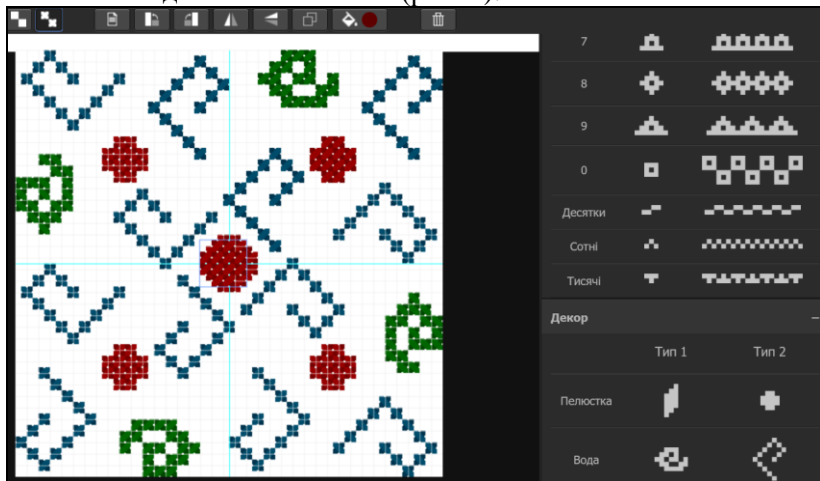 7
8
9
0
Десятки
Сотні
Тисячі
Декор
Тип 1 Тип 2
Пелюстка
Вода